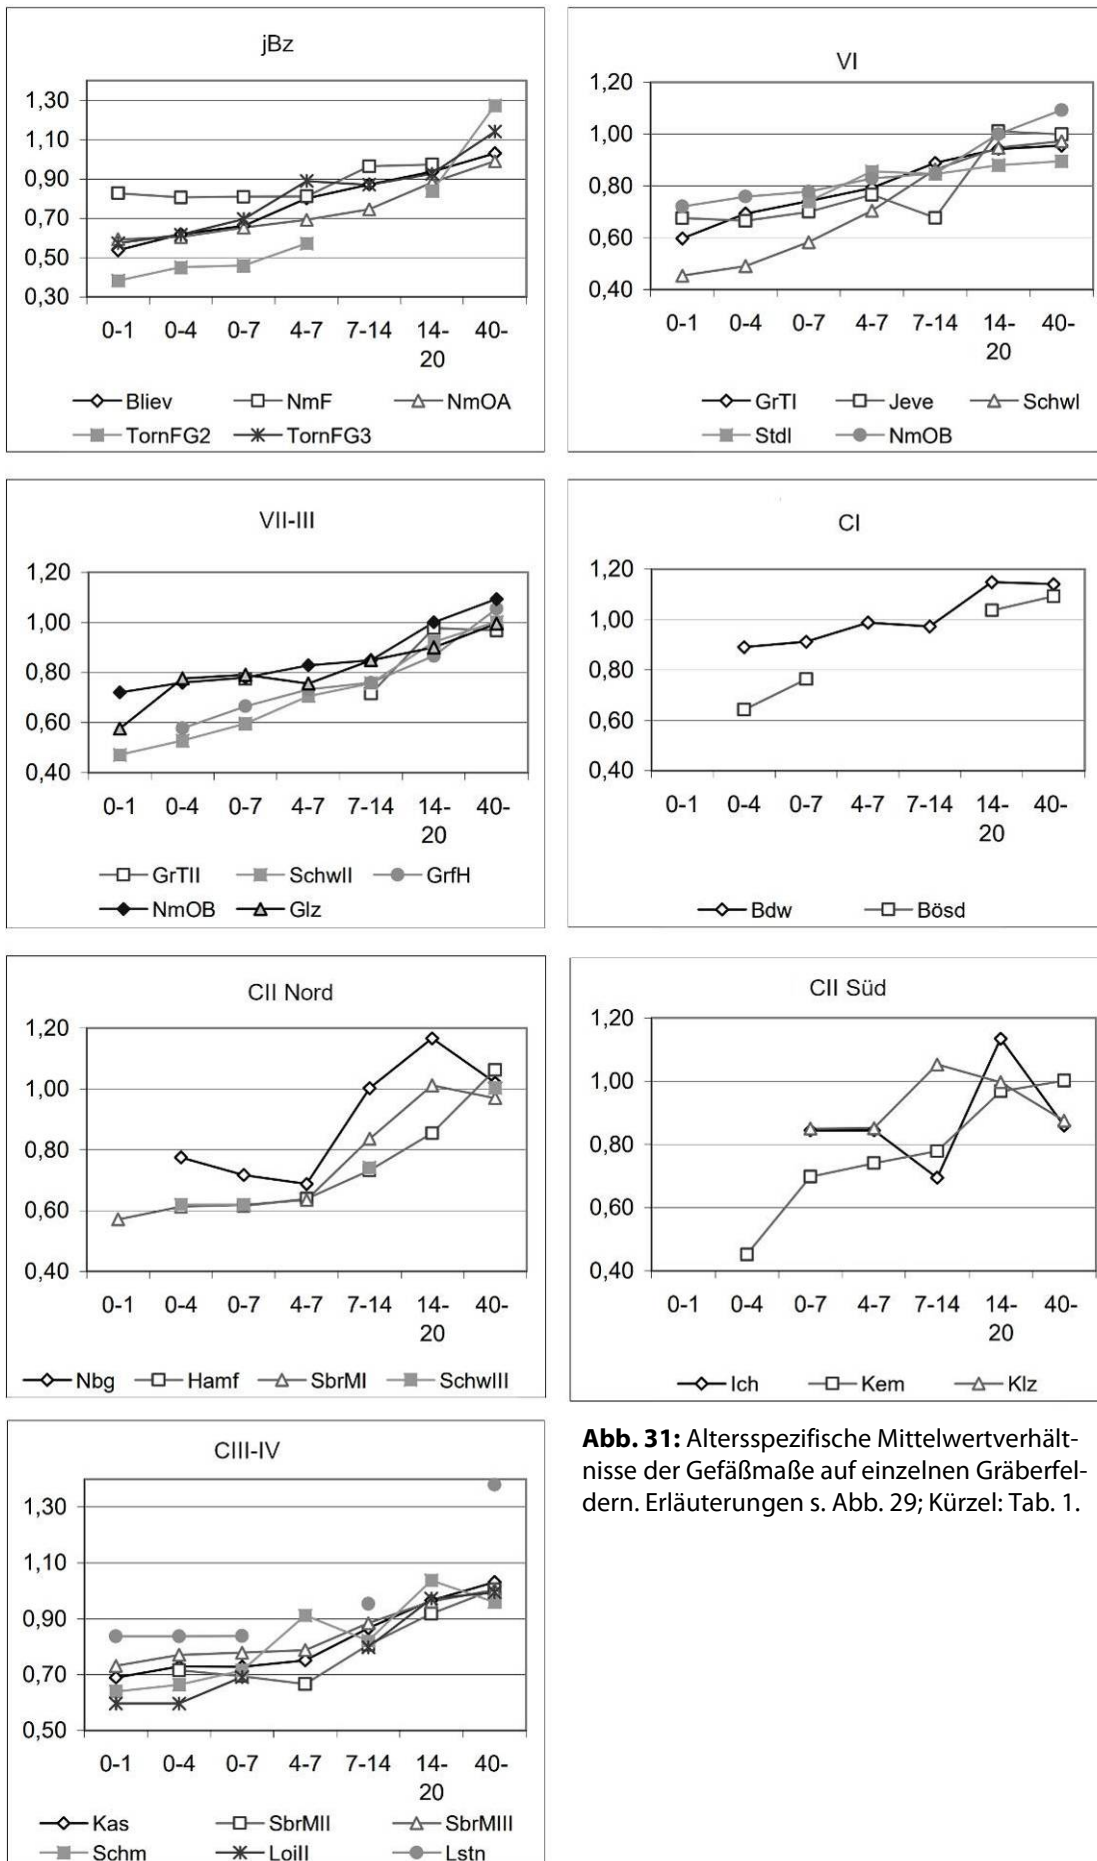 jBz
1,30
1,10
0,90
0,70
0,50
0,30
0-1 0-4 0-7 4-7 7-14 14- 40-
20
Bliev NmF NmOA
TornFG2 TornFG3
VI
1,20
1,00
0,80
0,60
0,40
0-1 0-4 0-7 4-7 7-14 14- 40-
20
GrTI Jeve SchwI
StdI NmOB
VII-III
1,20
1,00
0,80
0,60
0,40
0-1 0-4 0-7 4-7 7-14 14- 40-
20
GrTII SchwII GrfH
NmOB Glz
CI
1,20
1,00
0,80
0,60
0,40
0-1 0-4 0-7 4-7 7-14 14- 40-
20
Bdw Bösd
CII Nord
1,20
1,00
0,80
0,60
0,40
0-1 0-4 0-7 4-7 7-14 14- 40-
20
Nbg Hamf SbrMI SchwIII
CII Süd
1,20
1,00
0,80
0,60
0,40
0-1 0-4 0-7 4-7 7-14 14- 40-
20
Ich Kem Klz
CIII-IV
1,30
1,10
0,90
0,70
0,50
0-1 0-4 0-7 4-7 7-14 14- 40-
20
Kas SbrMII SbrMIII
Schm LoiII Lstn
Abb. 31: Altersspezifische Mittelwertverhält-
nisse der Gefäßmaße auf einzelnen Gräberfel-
dern. Erläuterungen s. Abb. 29; Kürzel: Tab. 1.